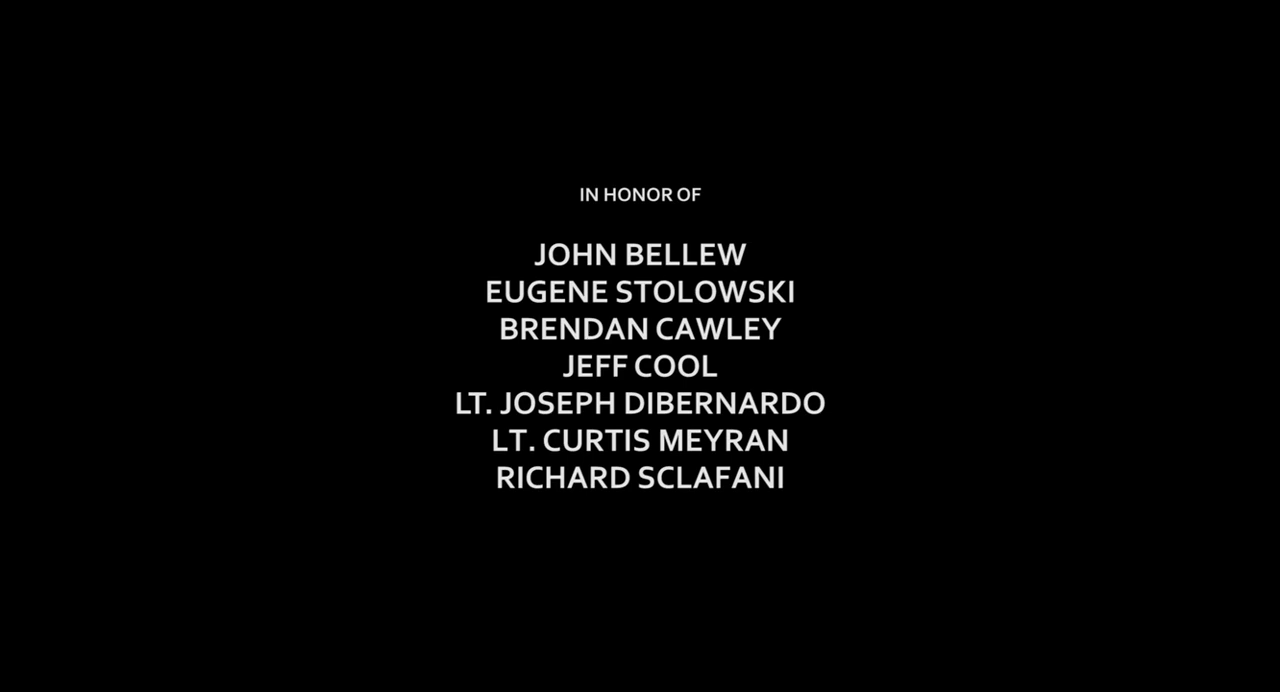 IN HONOR OF
JOHN BELLEW
EUGENE STOLOWSKI
BRENDAN CAWLEY
JEFF COOL
LT. JOSEPH DIBERNARDO
LT. CURTIS MEYRAN
RICHARD SCLAFANI